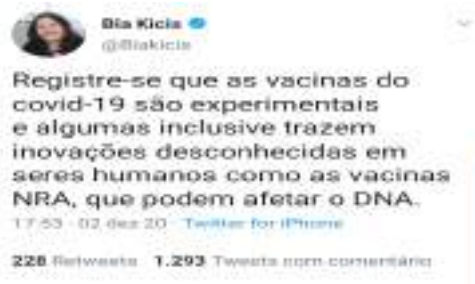 Bia Kicis
@Biakicis
Registre-se que as vacinas do
covid-19 são experimentais
e algumas inclusive trazem
inovações desconhecidas em
seres humanos como as vacinas
NRA, que podem afetar o DNA.
17:53 · 02 dez 20 · Twitter for iPhone
228 Retweets 1.293 Tweets com comentário